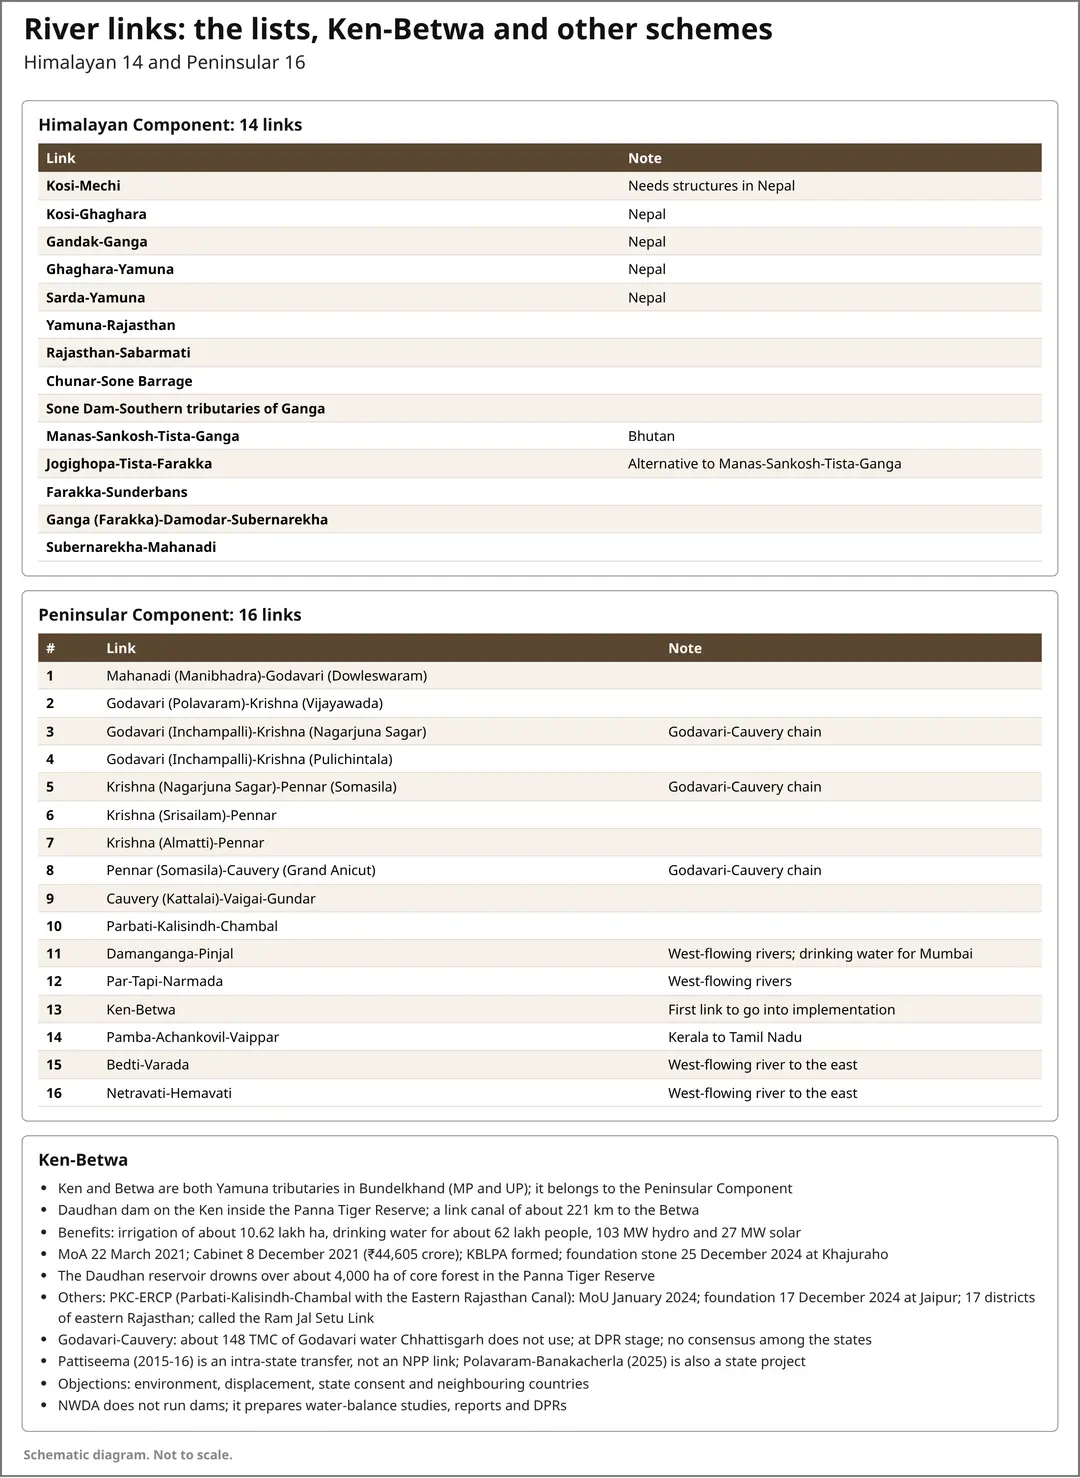 River links: the lists, Ken-Betwa and other schemes
Himalayan 14 and Peninsular 16
Himalayan Component: 14 links
Link Note
Kosi-Mechi Needs structures in Nepal
Kosi-Ghaghara Nepal
Gandak-Ganga Nepal
Ghaghara-Yamuna Nepal
Sarda-Yamuna Nepal
Yamuna-Rajasthan
Rajasthan-Sabarmati
Chunar-Sone Barrage
Sone Dam-Southern tributaries of Ganga
Manas-Sankosh-Tista-Ganga Bhutan
Jogighopa-Tista-Farakka Alternative to Manas-Sankosh-Tista-Ganga
Farakka-Sunderbans
Ganga (Farakka)-Damodar-Subernarekha
Subernarekha-Mahanadi
Peninsular Component: 16 links
# Link Note
1 Mahanadi (Manibhadra)-Godavari (Dowleswaram)
2 Godavari (Polavaram)-Krishna (Vijayawada)
3 Godavari (Inchampalli)-Krishna (Nagarjuna Sagar) Godavari-Cauvery chain
4 Godavari (Inchampalli)-Krishna (Pulichintala)
5 Krishna (Nagarjuna Sagar)-Pennar (Somasila) Godavari-Cauvery chain
6 Krishna (Srisailam)-Pennar
7 Krishna (Almatti)-Pennar
8 Pennar (Somasila)-Cauvery (Grand Anicut) Godavari-Cauvery chain
9 Cauvery (Kattalai)-Vaigai-Gundar
10 Parbati-Kalisindh-Chambal
11 Damanganga-Pinjal West-flowing rivers; drinking water for Mumbai
12 Par-Tapi-Narmada West-flowing rivers
13 Ken-Betwa First link to go into implementation
14 Pamba-Achankovil-Vaippar Kerala to Tamil Nadu
15 Bedti-Varada West-flowing river to the east
16 Netravati-Hemavati West-flowing river to the east
Ken-Betwa
• Ken and Betwa are both Yamuna tributaries in Bundelkhand (MP and UP); it belongs to the Peninsular Component
• Daudhan dam on the Ken inside the Panna Tiger Reserve; a link canal of about 221 km to the Betwa
• Benefits: irrigation of about 10.62 lakh ha, drinking water for about 62 lakh people, 103 MW hydro and 27 MW solar
• MoA 22 March 2021; Cabinet 8 December 2021 (₹44,605 crore); KBLPA formed; foundation stone 25 December 2024 at Khajuraho
• The Daudhan reservoir drowns over about 4,000 ha of core forest in the Panna Tiger Reserve
• Others: PKC-ERCP (Parbati-Kalisindh-Chambal with the Eastern Rajasthan Canal): MoU January 2024; foundation 17 December 2024 at Jaipur; 17 districts
of eastern Rajasthan; called the Ram Jal Setu Link
• Godavari-Cauvery: about 148 TMC of Godavari water Chhattisgarh does not use; at DPR stage; no consensus among the states
• Pattiseema (2015-16) is an intra-state transfer, not an NPP link; Polavaram-Banakacherla (2025) is also a state project
• Objections: environment, displacement, state consent and neighbouring countries
• NWDA does not run dams; it prepares water-balance studies, reports and DPRs
Schematic diagram. Not to scale.